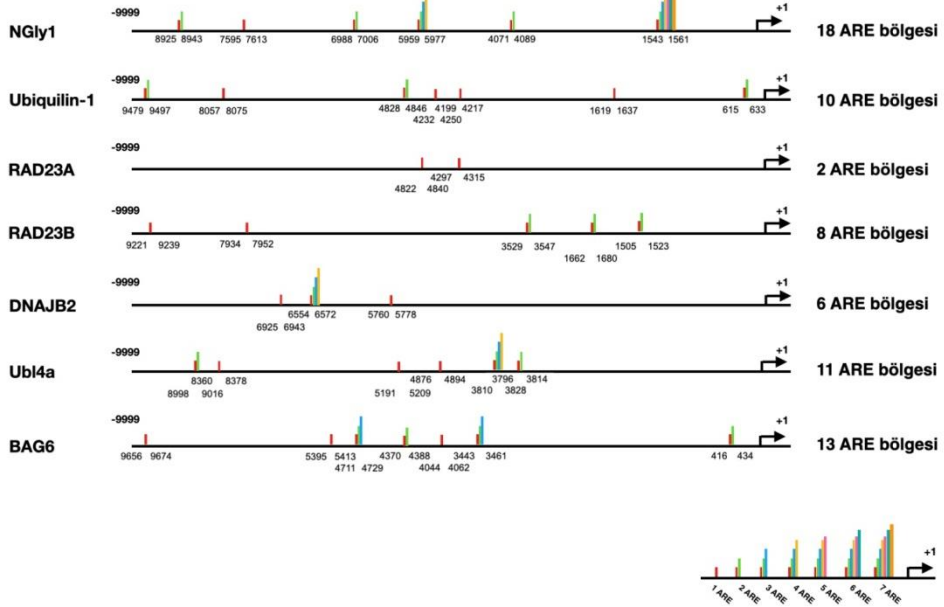 -9999 +1
NGly1 18 ARE bölgesi
8925 8943 7595 7613 6988 7006 5959 5977 4071 4089 1543 1561
-9999 +1
Ubiquilin-1 10 ARE bölgesi
9479 9497 8057 8075 4828 4846 4199 4217 1619 1637 615 633
4232 4250
-9999 +1
RAD23A 2 ARE bölgesi
4297 4315
4822 4840
-9999 +1
RAD23B 8 ARE bölgesi
9221 9239 7934 7952 3529 3547 1505 1523
1662 1680
-9999 +1
DNAJB2 6 ARE bölgesi
6554 6572 5760 5778
6925 6943
-9999 +1
Ubl4a 11 ARE bölgesi
8360 8378 4876 4894 3796 3814
8998 9016 5191 5209 3810 3828
-9999 +1
BAG6 13 ARE bölgesi
9656 9674 5395 5413 4370 4388 3443 3461 416 434
4711 4729 4044 4062
+1
1 ARE 2 ARE 3 ARE 4 ARE 5 ARE 6 ARE 7 ARE